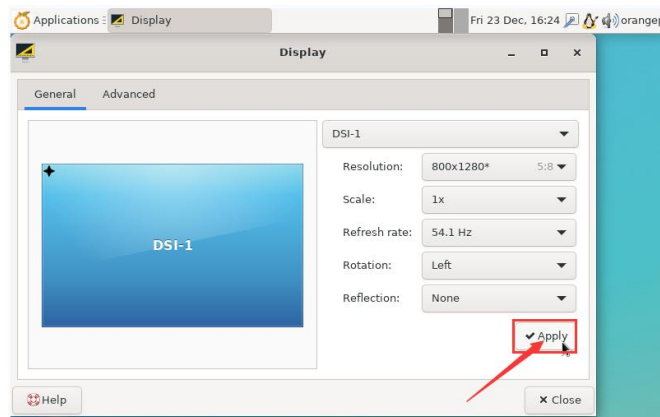 Applications Display Fri 23 Dec, 16:24 orangep
Display
General Advanced
DSI-1
Resolution: 800x1280* 5:8
Scale: 1x
Refresh rate: 54.1 Hz
DSI-1
Rotation: Left
Reflection: None
Apply
Help Close